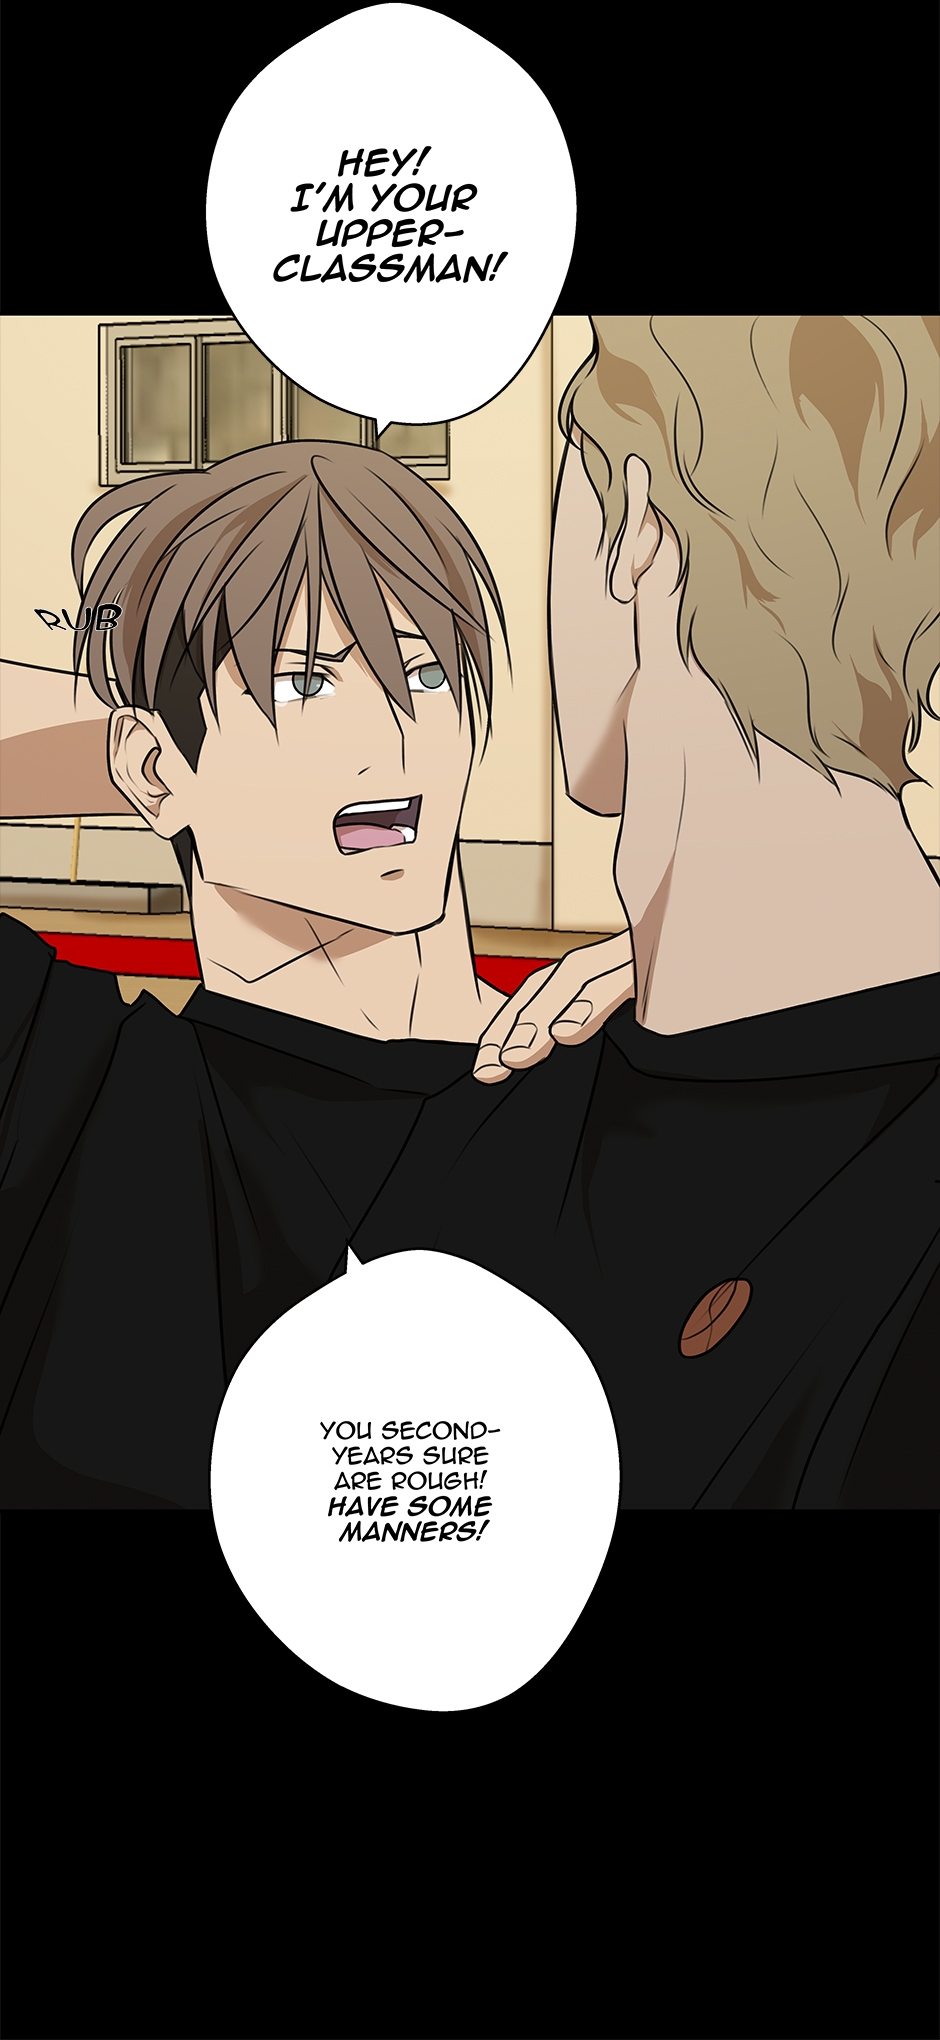 HEY!
I'M YOUR
UPPER-
CLASSMAN!
RUB
YOU SECOND-
YEARS SURE
ARE ROUGH!
HAVE SOME
MANNERS!